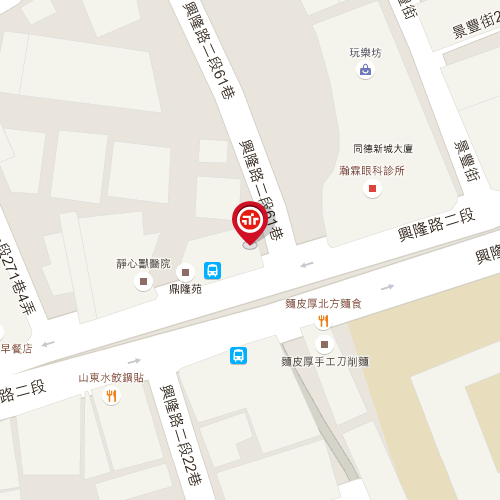 興隆路二段61巷
豐街
景豐街2
玩樂坊
同德新城大廈
瀚霖眼科診所
景豐街
興隆路二段61巷
興隆路二段
興隆
靜心獸醫院
鼎隆苑
段271巷4弄
麵皮厚北方麵食
早餐店
麵皮厚手工刀削麵
山東水餃鍋貼
路二段
興隆路二段22巷